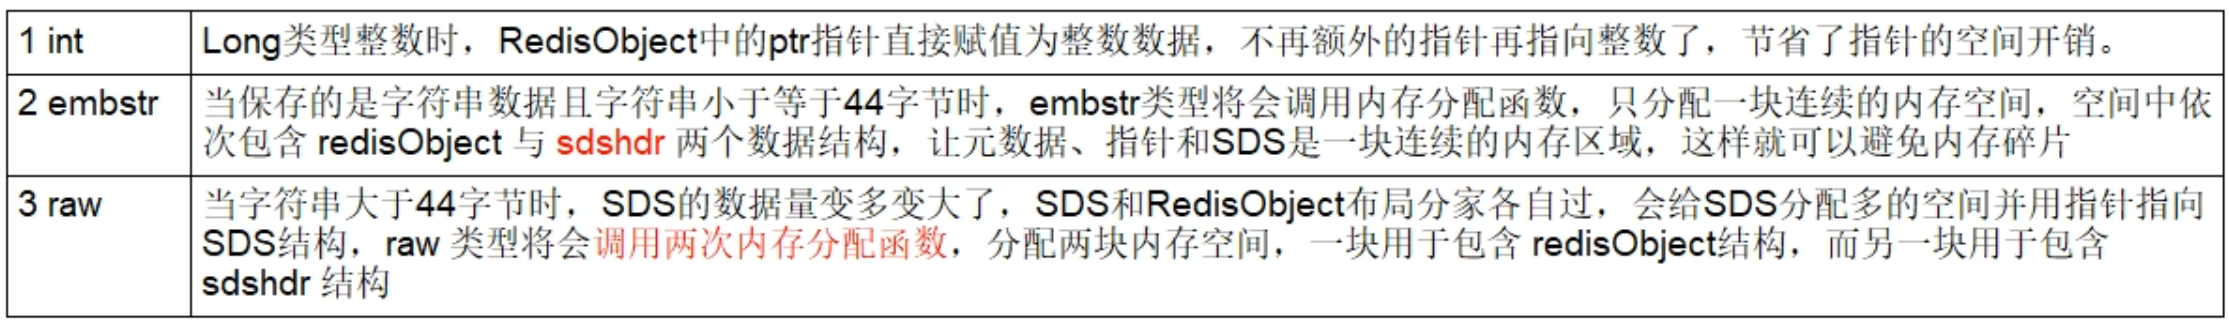 1 int
Long类型整数时，RedisObject中的ptr指针直接赋值为整数数据，不再额外的指针再指向整数了，节省了指针的空间开销。
2 embstr
当保存的是字符串数据且字符串小于等于44字节时，embstr类型将会调用内存分配函数，只分配一块连续的内存空间，空间中依
次包含 redisObject 与 sdshdr 两个数据结构，让元数据、指针和SDS是一块连续的内存区域，这样就可以避免内存碎片
3 raw
当字符串大于44字节时，SDS的数据量变多变大了，SDS和RedisObject布局分家各自过，会给SDS分配多的空间并用指针指向
SDS结构，raw 类型将会调用两次内存分配函数，分配两块内存空间，一块用于包含 redisObject结构，而另一块用于包含
sdshdr 结构